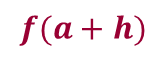 f(a + h)